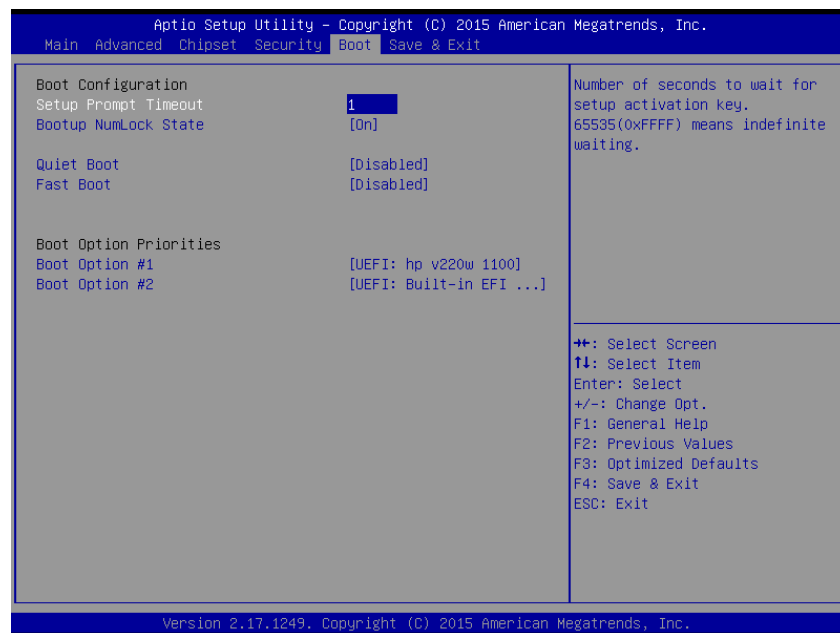 Aptio Setup Utility – Copyright (C) 2015 American Megatrends, Inc.
Main Advanced Chipset Security Boot Save & Exit
Boot Configuration
Setup Prompt Timeout 1
Bootup NumLock State [On]
Quiet Boot [Disabled]
Fast Boot [Disabled]
Boot Option Priorities
Boot Option #1 [UEFI: hp v220w 1100]
Boot Option #2 [UEFI: Built-in EFI ...]
Number of seconds to wait for
setup activation key.
65535(0xFFFF) means indefinite
waiting.
→←: Select Screen
↑↓: Select Item
Enter: Select
+/-: Change Opt.
F1: General Help
F2: Previous Values
F3: Optimized Defaults
F4: Save & Exit
ESC: Exit
Version 2.17.1249. Copyright (C) 2015 American Megatrends, Inc.